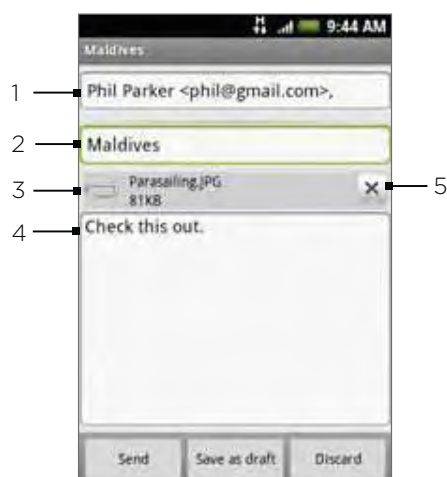 9:44 AM
Maldives
1 Phil Parker <phil@gmail.com>,
2 Maldives
3 Parasailing.JPG 5
81KB
4 Check this out.
Send Save as draft Discard